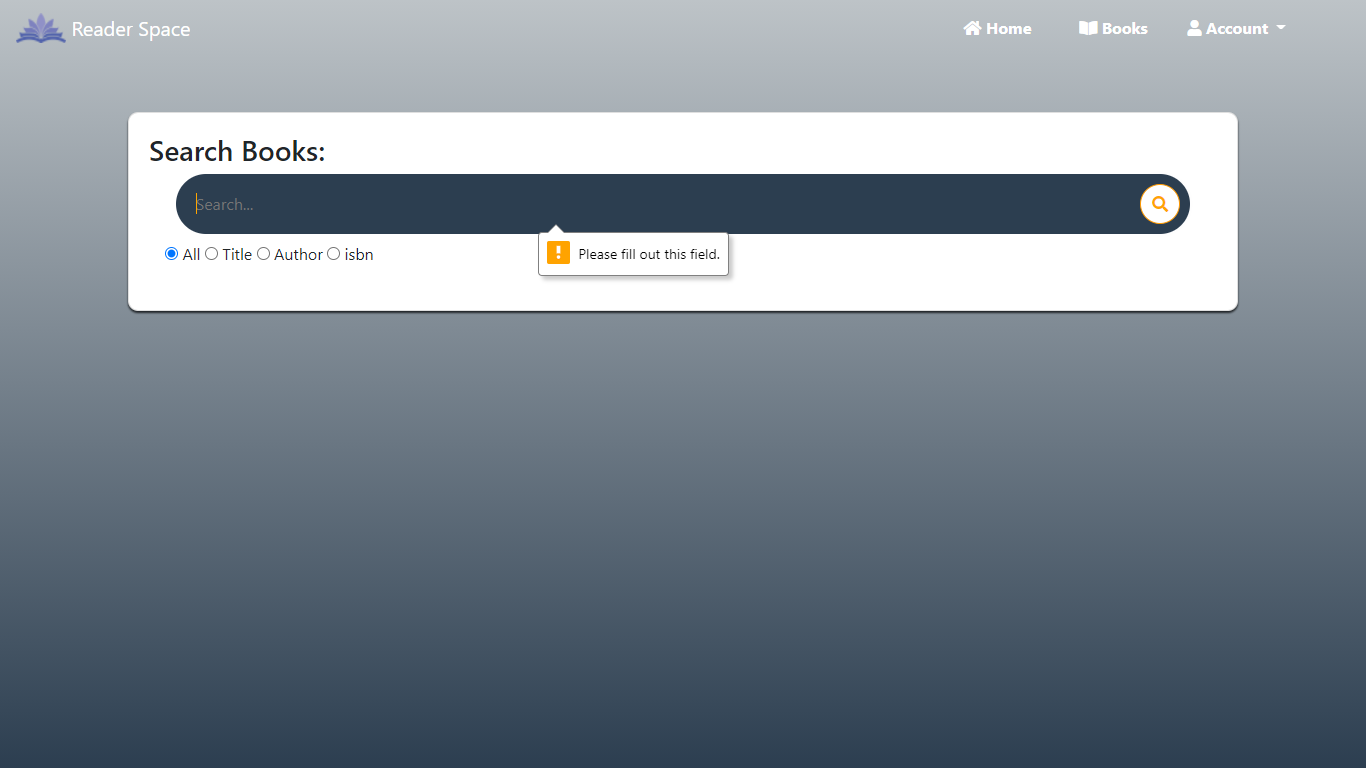 Reader Space Home Books Account
Search Books:
Search...
All Title Author isbn
Please fill out this field.